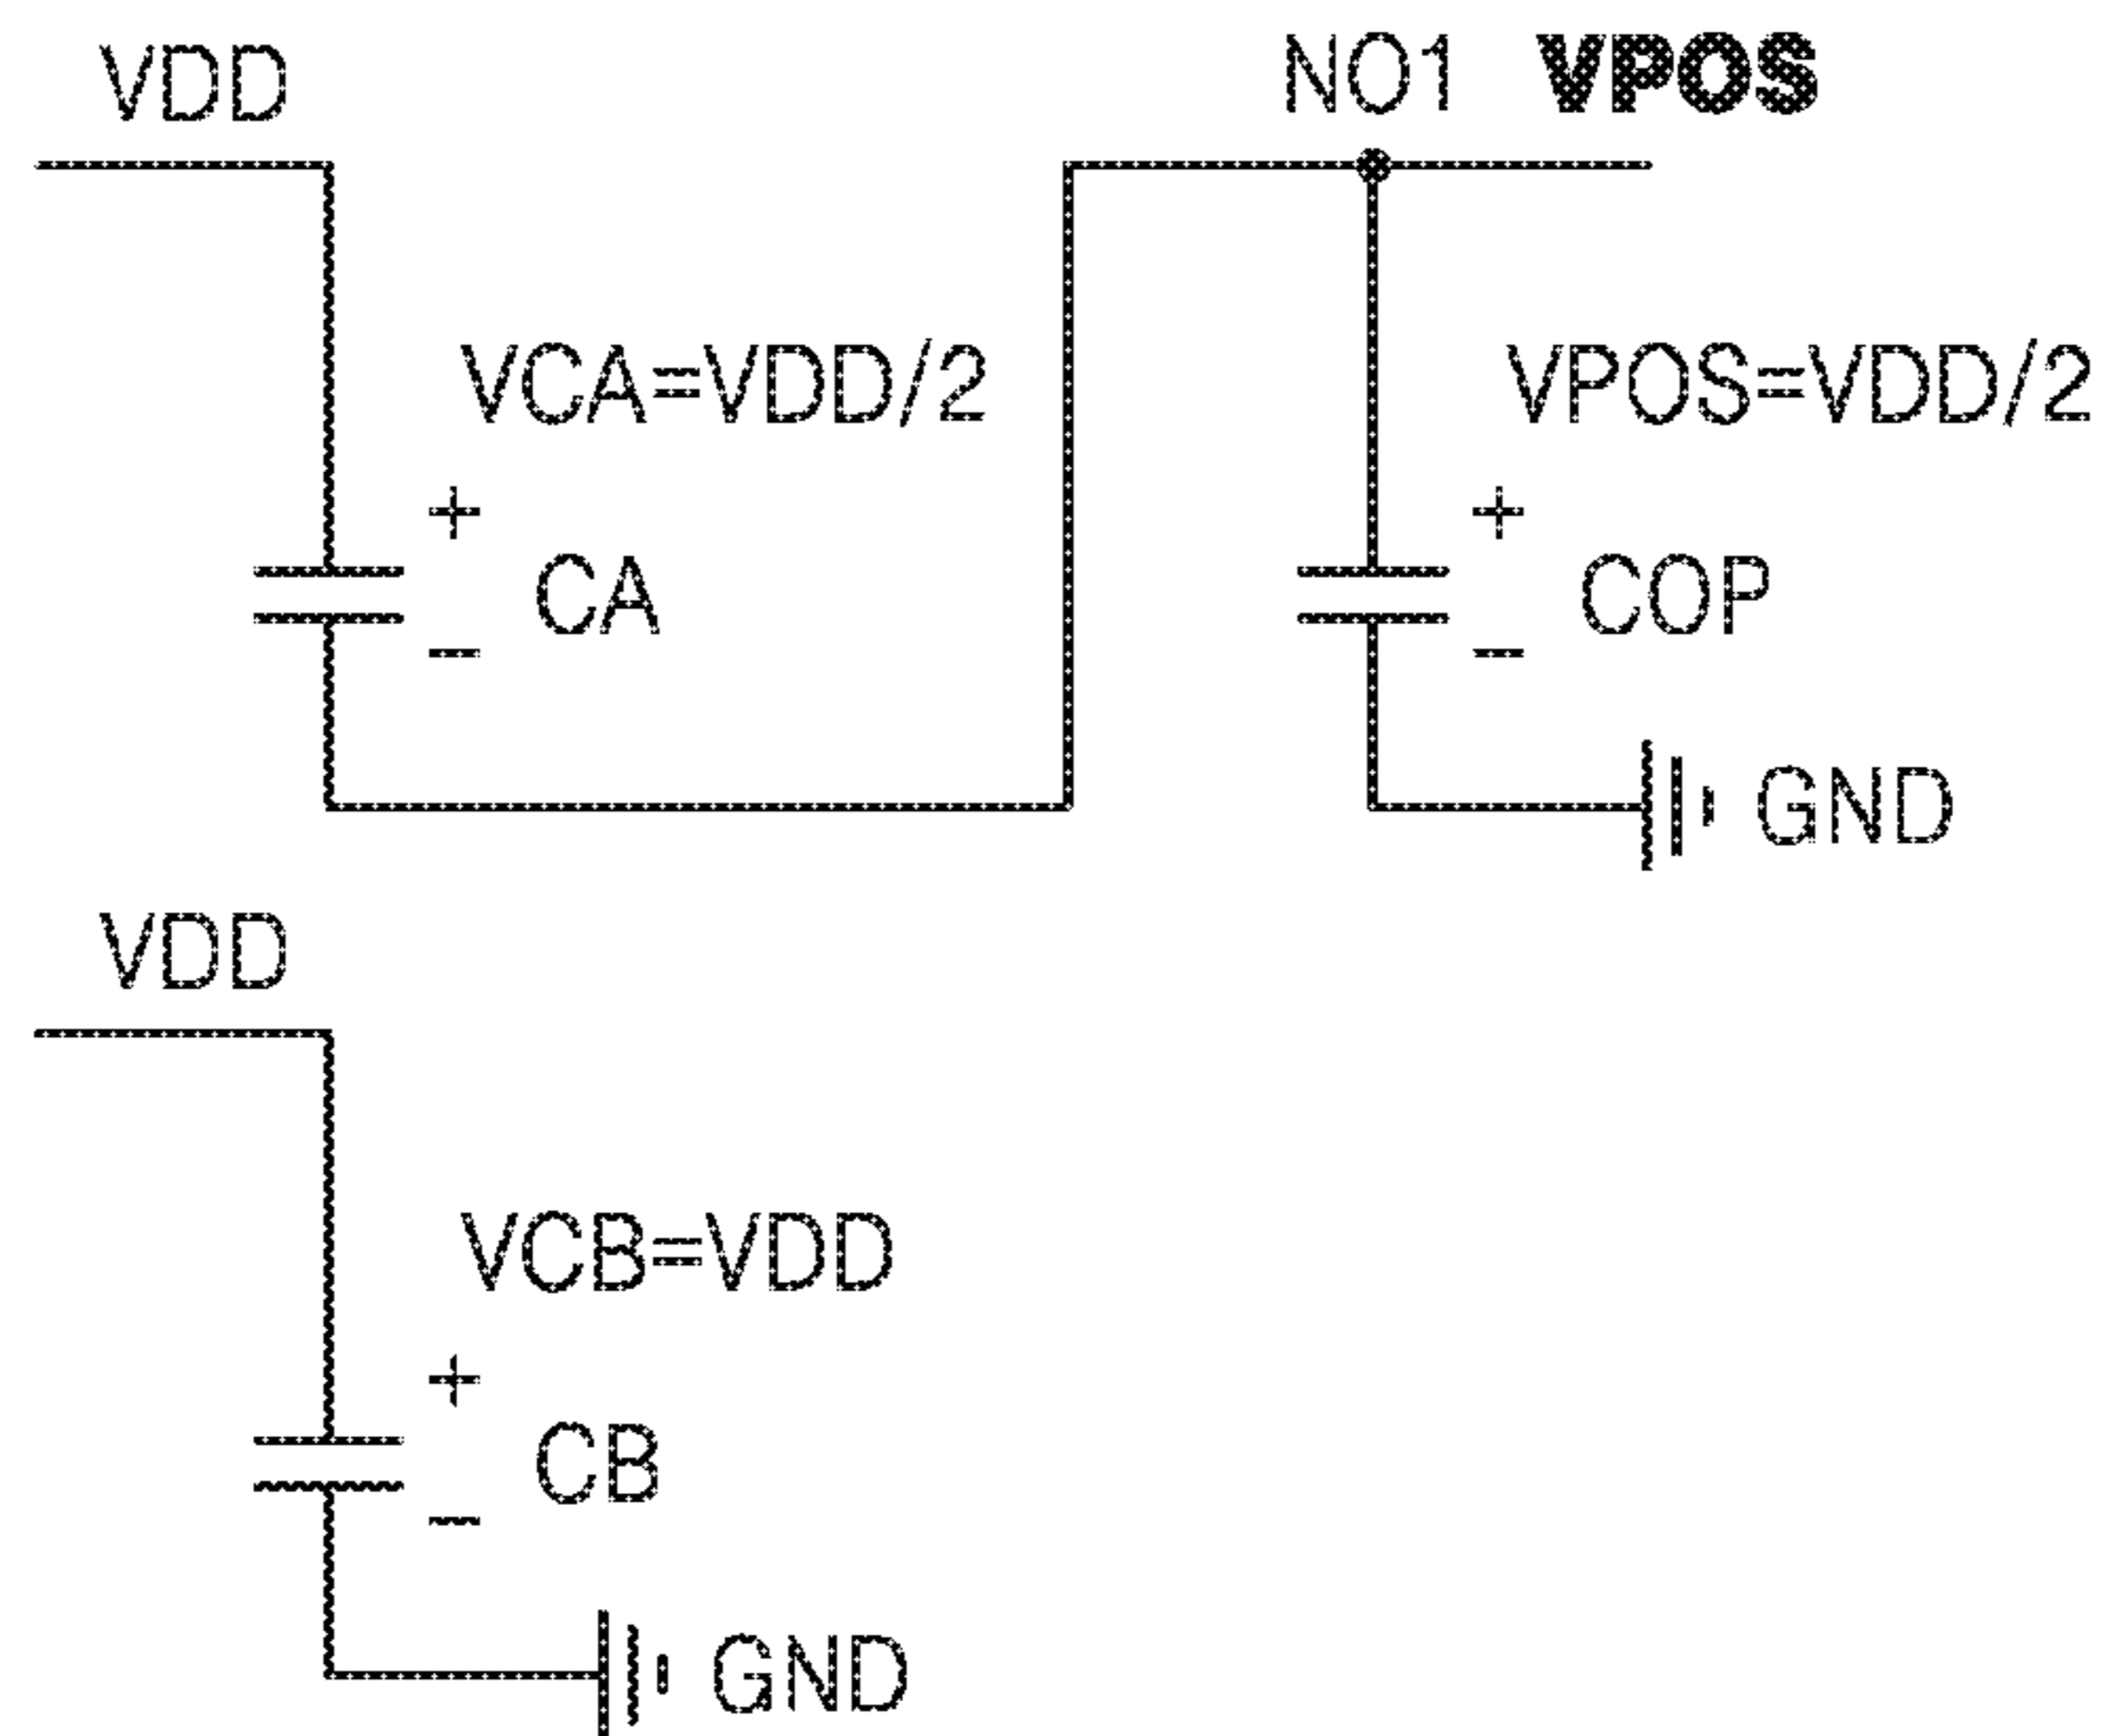 VDD
NO1 VPOS
VCA=VDD/2
VPOS=VDD/2
+
+
CA
COP
−
−
GND
VDD
VCB=VDD
+
CB
−
GND